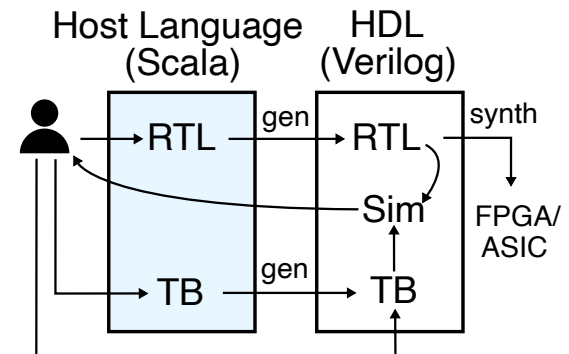 Host Language
(Scala)
HDL
(Verilog)
RTL
gen
RTL
synth
Sim
FPGA/
ASIC
TB
gen
TB